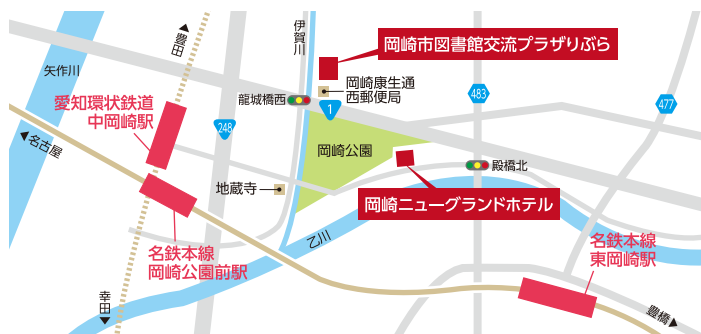 豊田
伊賀川
岡崎市図書館交流プラザりぶら
矢作川
岡崎康生通
西郵便局
483
愛知環状鉄道
中岡崎駅
龍城橋西
1
477
248
名古屋
岡崎公園
殿橋北
地蔵寺
岡崎ニューグランドホテル
乙川
名鉄本線
岡崎公園前駅
名鉄本線
東岡崎駅
幸田
豊橋